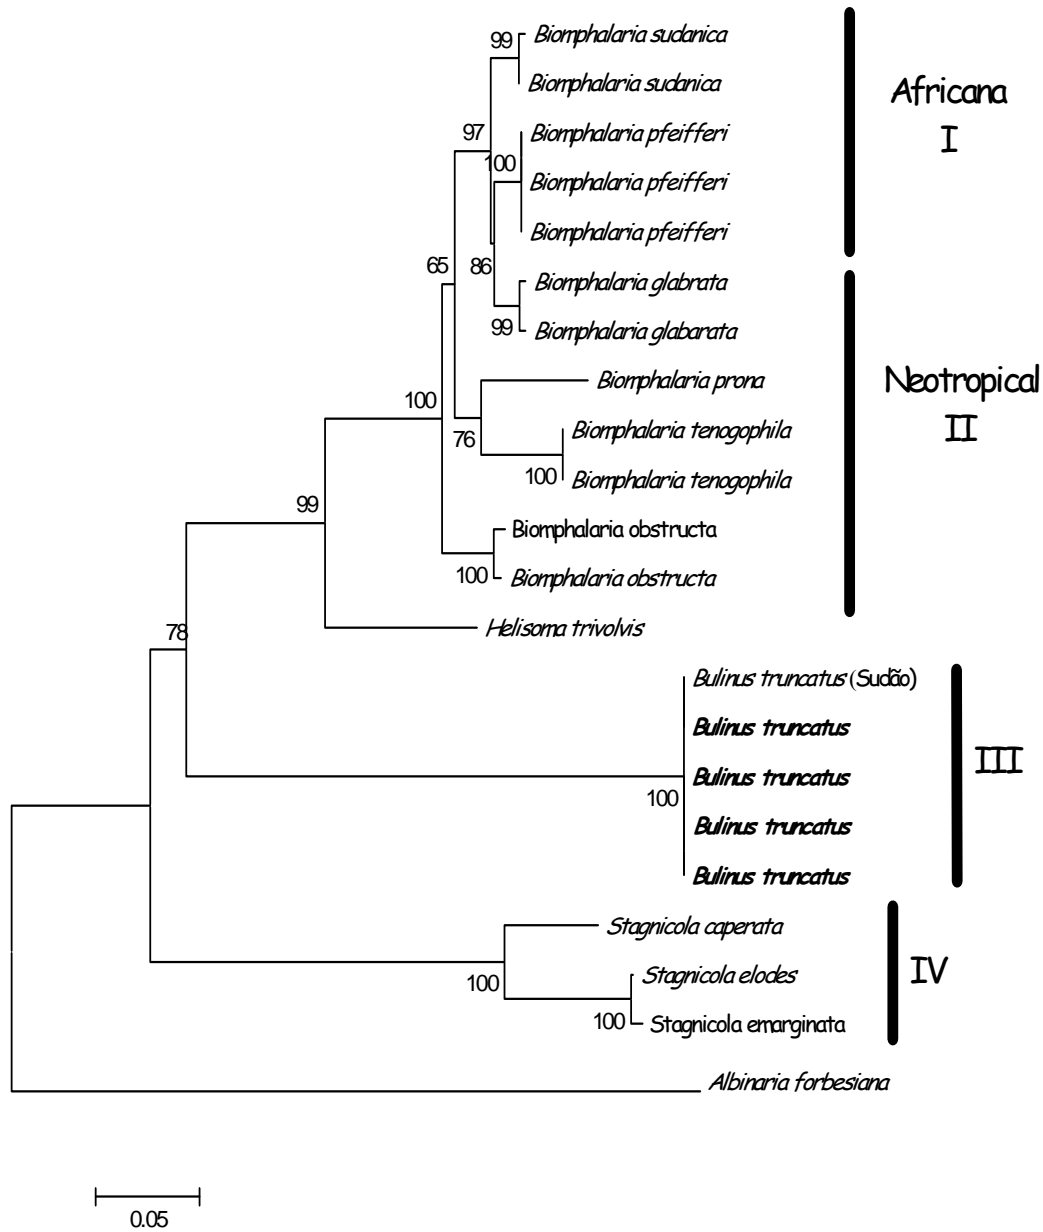 99
Biomphalaria sudanica
Biomphalaria sudanica
Africana
I
97
Biomphalaria pfeifferi
100
Biomphalaria pfeifferi
Biomphalaria pfeifferi
65
86
Biomphalaria glabrata
99
Biomphalaria glabarata
Neotropical
II
Biomphalaria prona
100
76
Biomphalaria tenogophila
100
Biomphalaria tenogophila
99
Biomphalaria obstructa
100
Biomphalaria obstructa
78
Helisoma trivolvis
Bulinus truncatus (Sudão)
Bulinus truncatus
III
Bulinus truncatus
100
Bulinus truncatus
Bulinus truncatus
Stagnicola caperata
IV
100
Stagnicola elodes
100
Stagnicola emarginata
Albinaria forbesiana
0.05